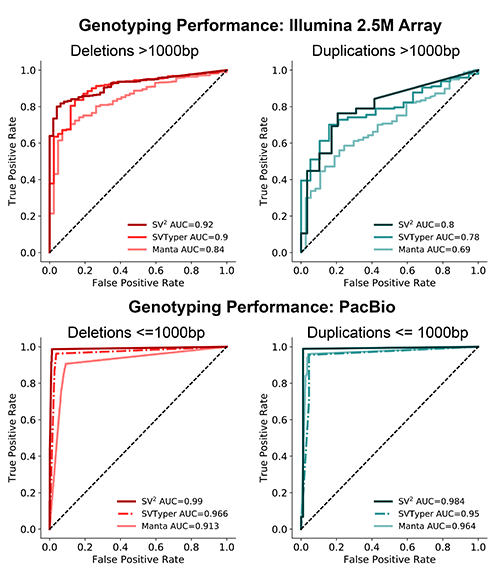 Genotyping Performance: Illumina 2.5M Array
Deletions >1000bp
Duplications >1000bp
True Positive Rate
1.0
0.8
0.6
0.4
0.2
0.0
SV² AUC=0.92
SVTyper AUC=0.9
Manta AUC=0.84
0.0 0.2 0.4 0.6 0.8 1.0
False Positive Rate
True Positive Rate
1.0
0.8
0.6
0.4
0.2
0.0
SV² AUC=0.8
SVTyper AUC=0.78
Manta AUC=0.69
0.0 0.2 0.4 0.6 0.8 1.0
False Positive Rate
Genotyping Performance: PacBio
Deletions <=1000bp
Duplications <= 1000bp
True Positive Rate
1.0
0.8
0.6
0.4
0.2
0.0
SV² AUC=0.99
SVTyper AUC=0.966
Manta AUC=0.913
0.0 0.2 0.4 0.6 0.8 1.0
False Positive Rate
True Positive Rate
1.0
0.8
0.6
0.4
0.2
0.0
SV² AUC=0.984
SVTyper AUC=0.95
Manta AUC=0.964
0.0 0.2 0.4 0.6 0.8 1.0
False Positive Rate